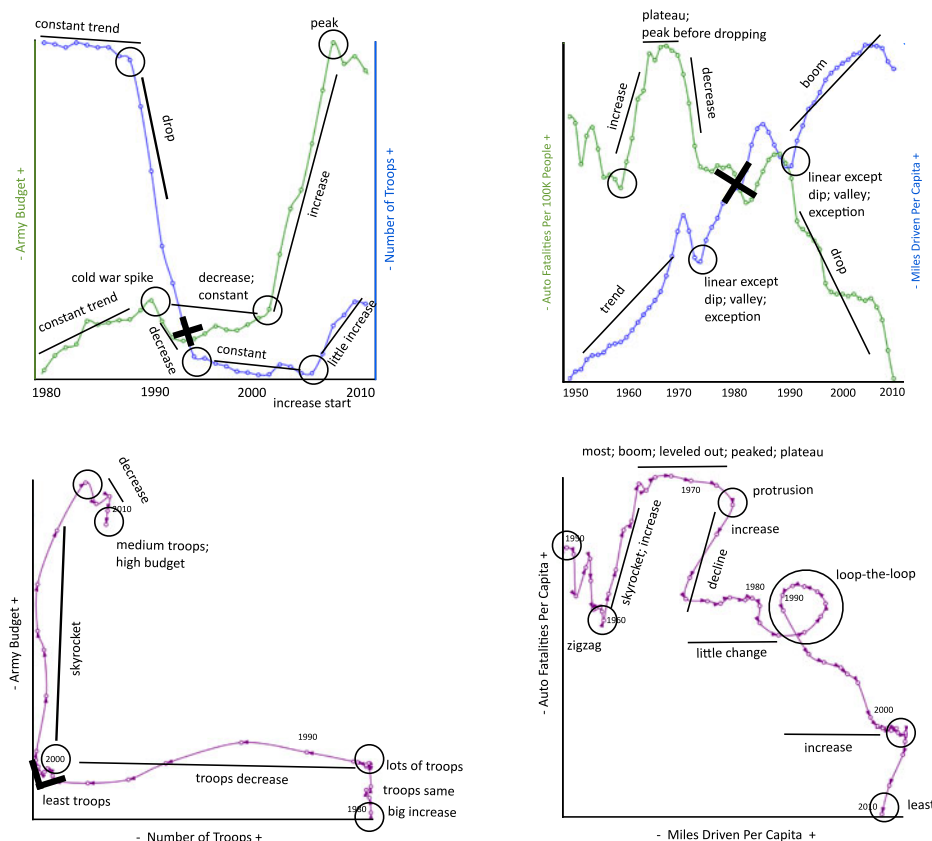 constant trend
peak
drop
increase
cold war spike
decrease;
constant
constant trend
decrease
constant
little increase
- Army Budget +
- Number of Troops +
1980
1990
2000
2010
increase start
plateau;
peak before dropping
increase
decrease
boom
linear except
dip; valley;
exception
linear except
dip; valley;
exception
trend
drop
- Auto Fatalities Per 100K People +
- Miles Driven Per Capita +
1950
1960
1970
1980
1990
2000
2010
decrease
2010
medium troops;
high budget
skyrocket
- Army Budget +
2000
1990
lots of troops
troops decrease
troops same
least troops
1980
big increase
- Number of Troops +
most; boom; leveled out; peaked; plateau
1970
protrusion
increase
skyrocket; increase
decline
1950
1960
zigzag
1980
loop-the-loop
1990
little change
2000
increase
2010
least
- Auto Fatalities Per Capita +
- Miles Driven Per Capita +